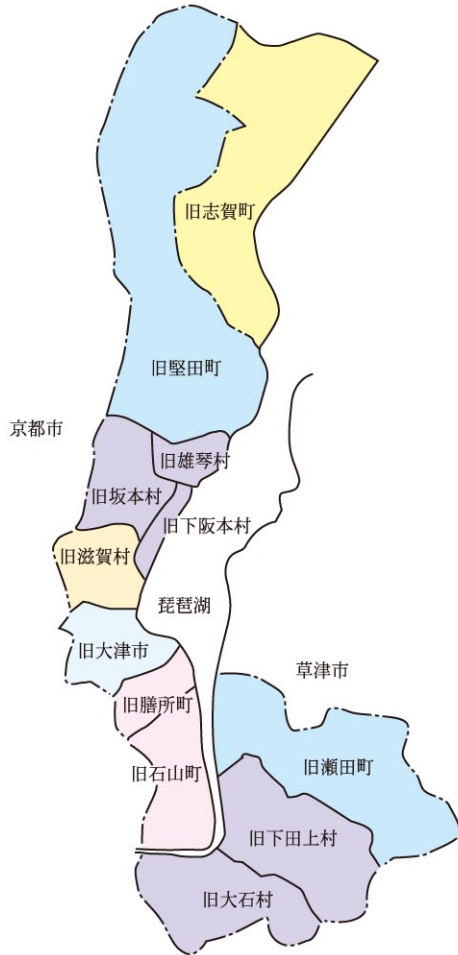 旧志賀町
旧堅田町
京都市
旧雄琴村
旧坂本村
旧下阪本村
旧滋賀村
琵琶湖
旧大津市
草津市
旧膳所町
旧瀬田町
旧石山町
旧下田上村
旧大石村